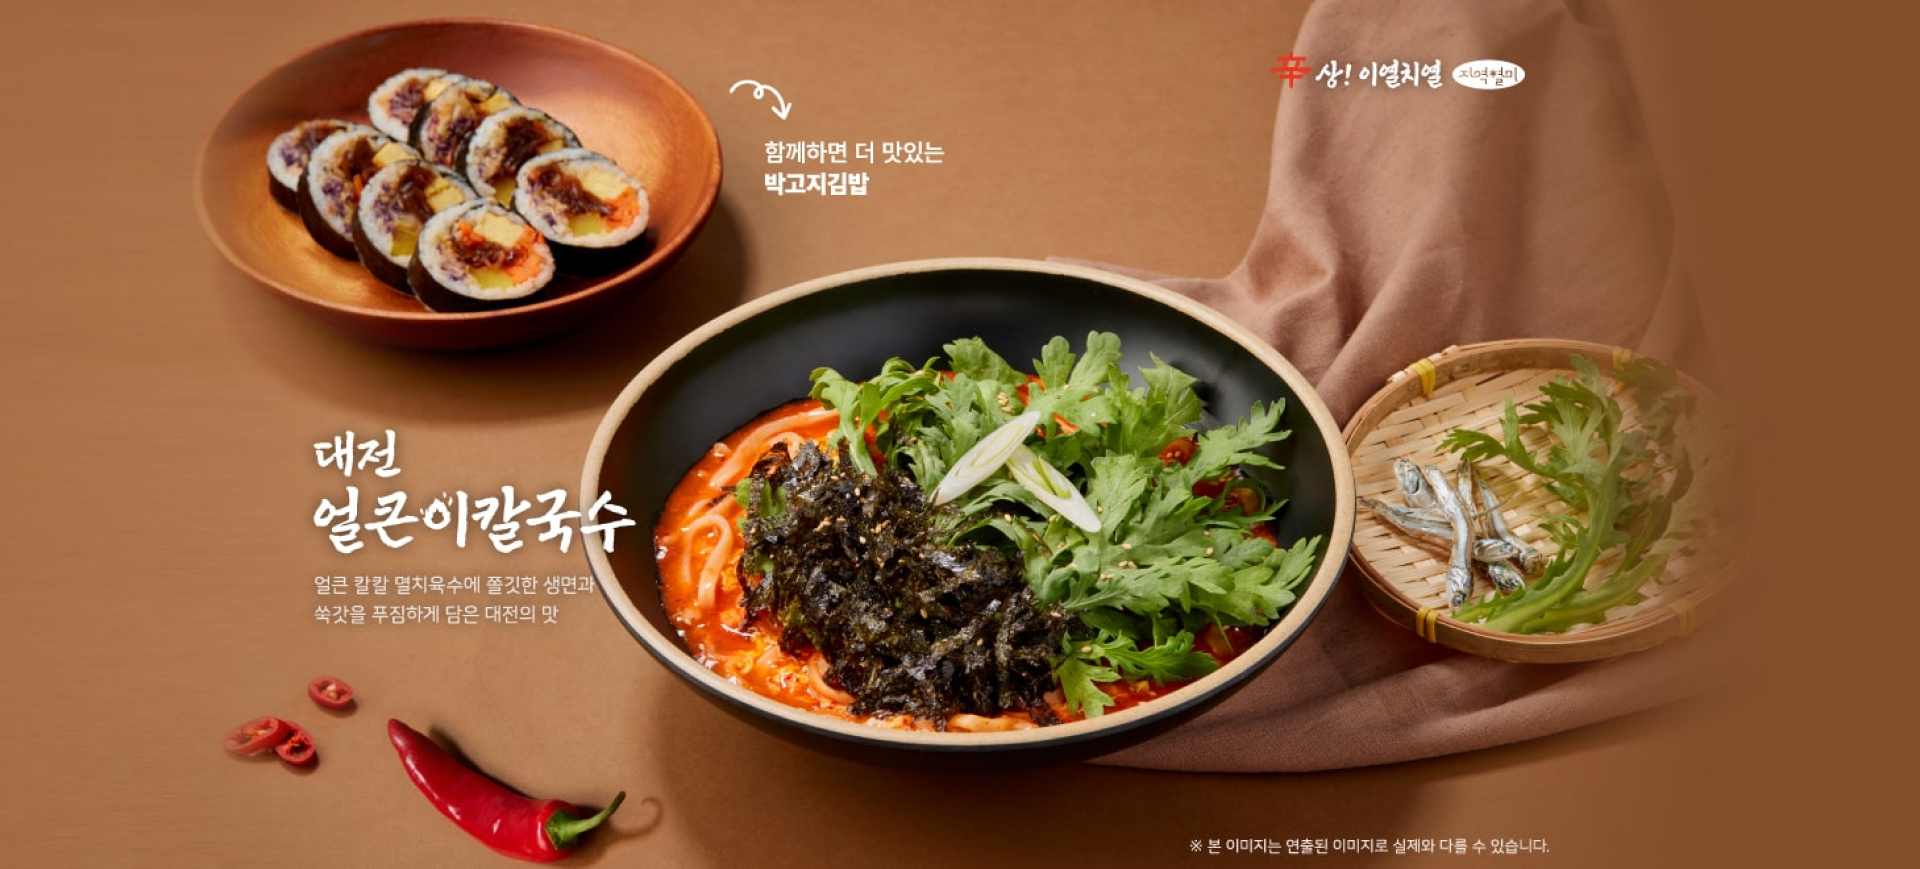 辛상! 이열치열 지역별미
함께하면 더 맛있는
박고지김밥
대전
얼큰이칼국수
얼큰 칼칼 멸치육수에 쫄깃한 생면과
쑥갓을 푸짐하게 담은 대전의 맛
※ 본 이미지는 연출된 이미지로 실제와 다를 수 있습니다.